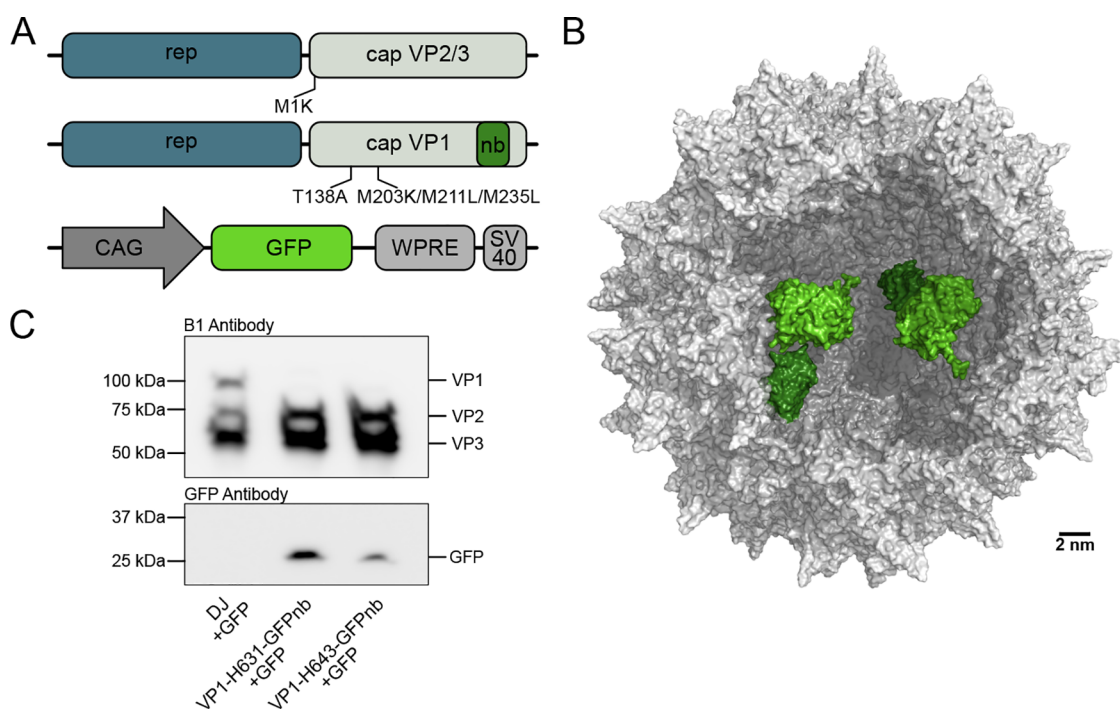 A
rep
cap VP2/3
M1K
rep
cap VP1
nb
T138A
M203K/M211L/M235L
CAG
GFP
WPRE
SV
40
B
2 nm
C
B1 Antibody
100 kDa
75 kDa
50 kDa
VP1
VP2
VP3
GFP Antibody
37 kDa
25 kDa
GFP
DJ
+GFP
VP1-H631-GFPnb
+GFP
VP1-H643-GFPnb
+GFP